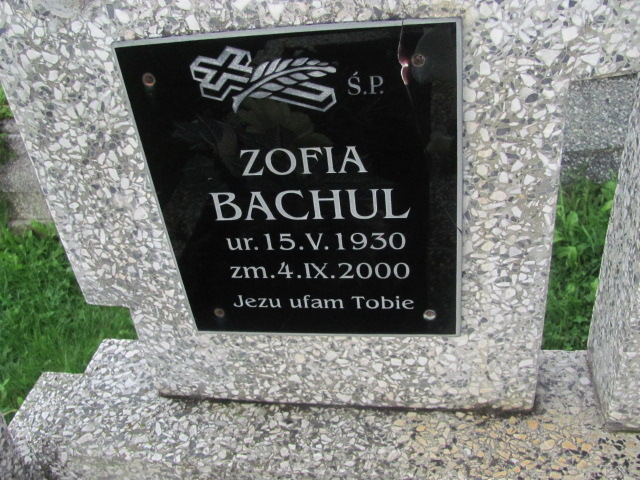 Ś.P.
ZOFIA
BACHUL
ur. 15.V.1930
zm. 4.IX.2000
Jezu ufam Tobie